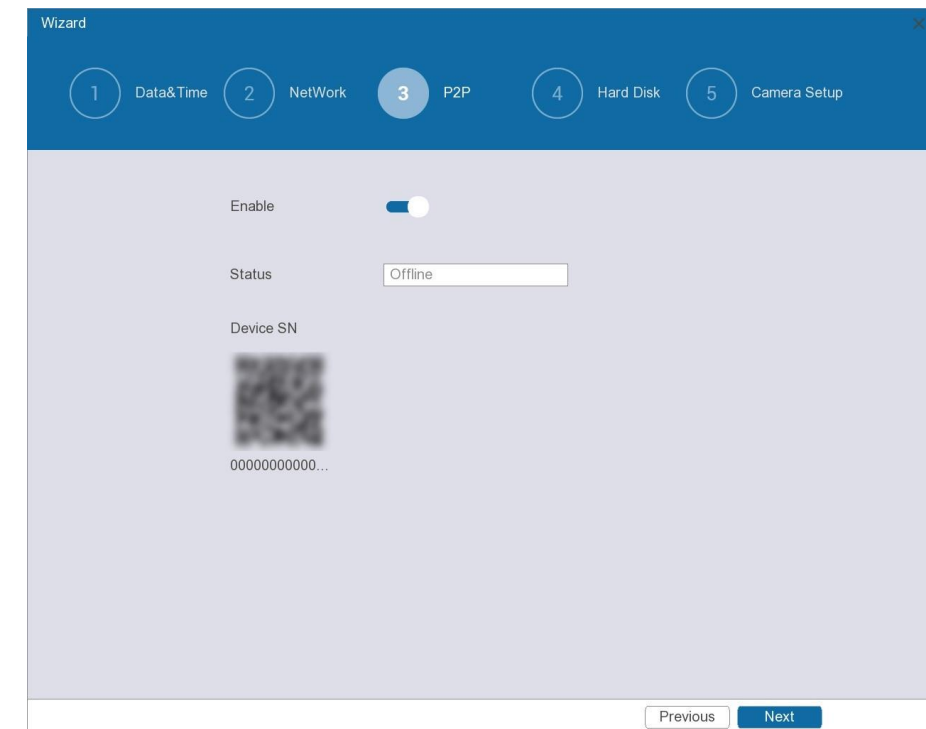 Wizard
1 Data&Time 2 NetWork 3 P2P 4 Hard Disk 5 Camera Setup
Enable
Status Offline
Device SN
00000000000...
Previous Next